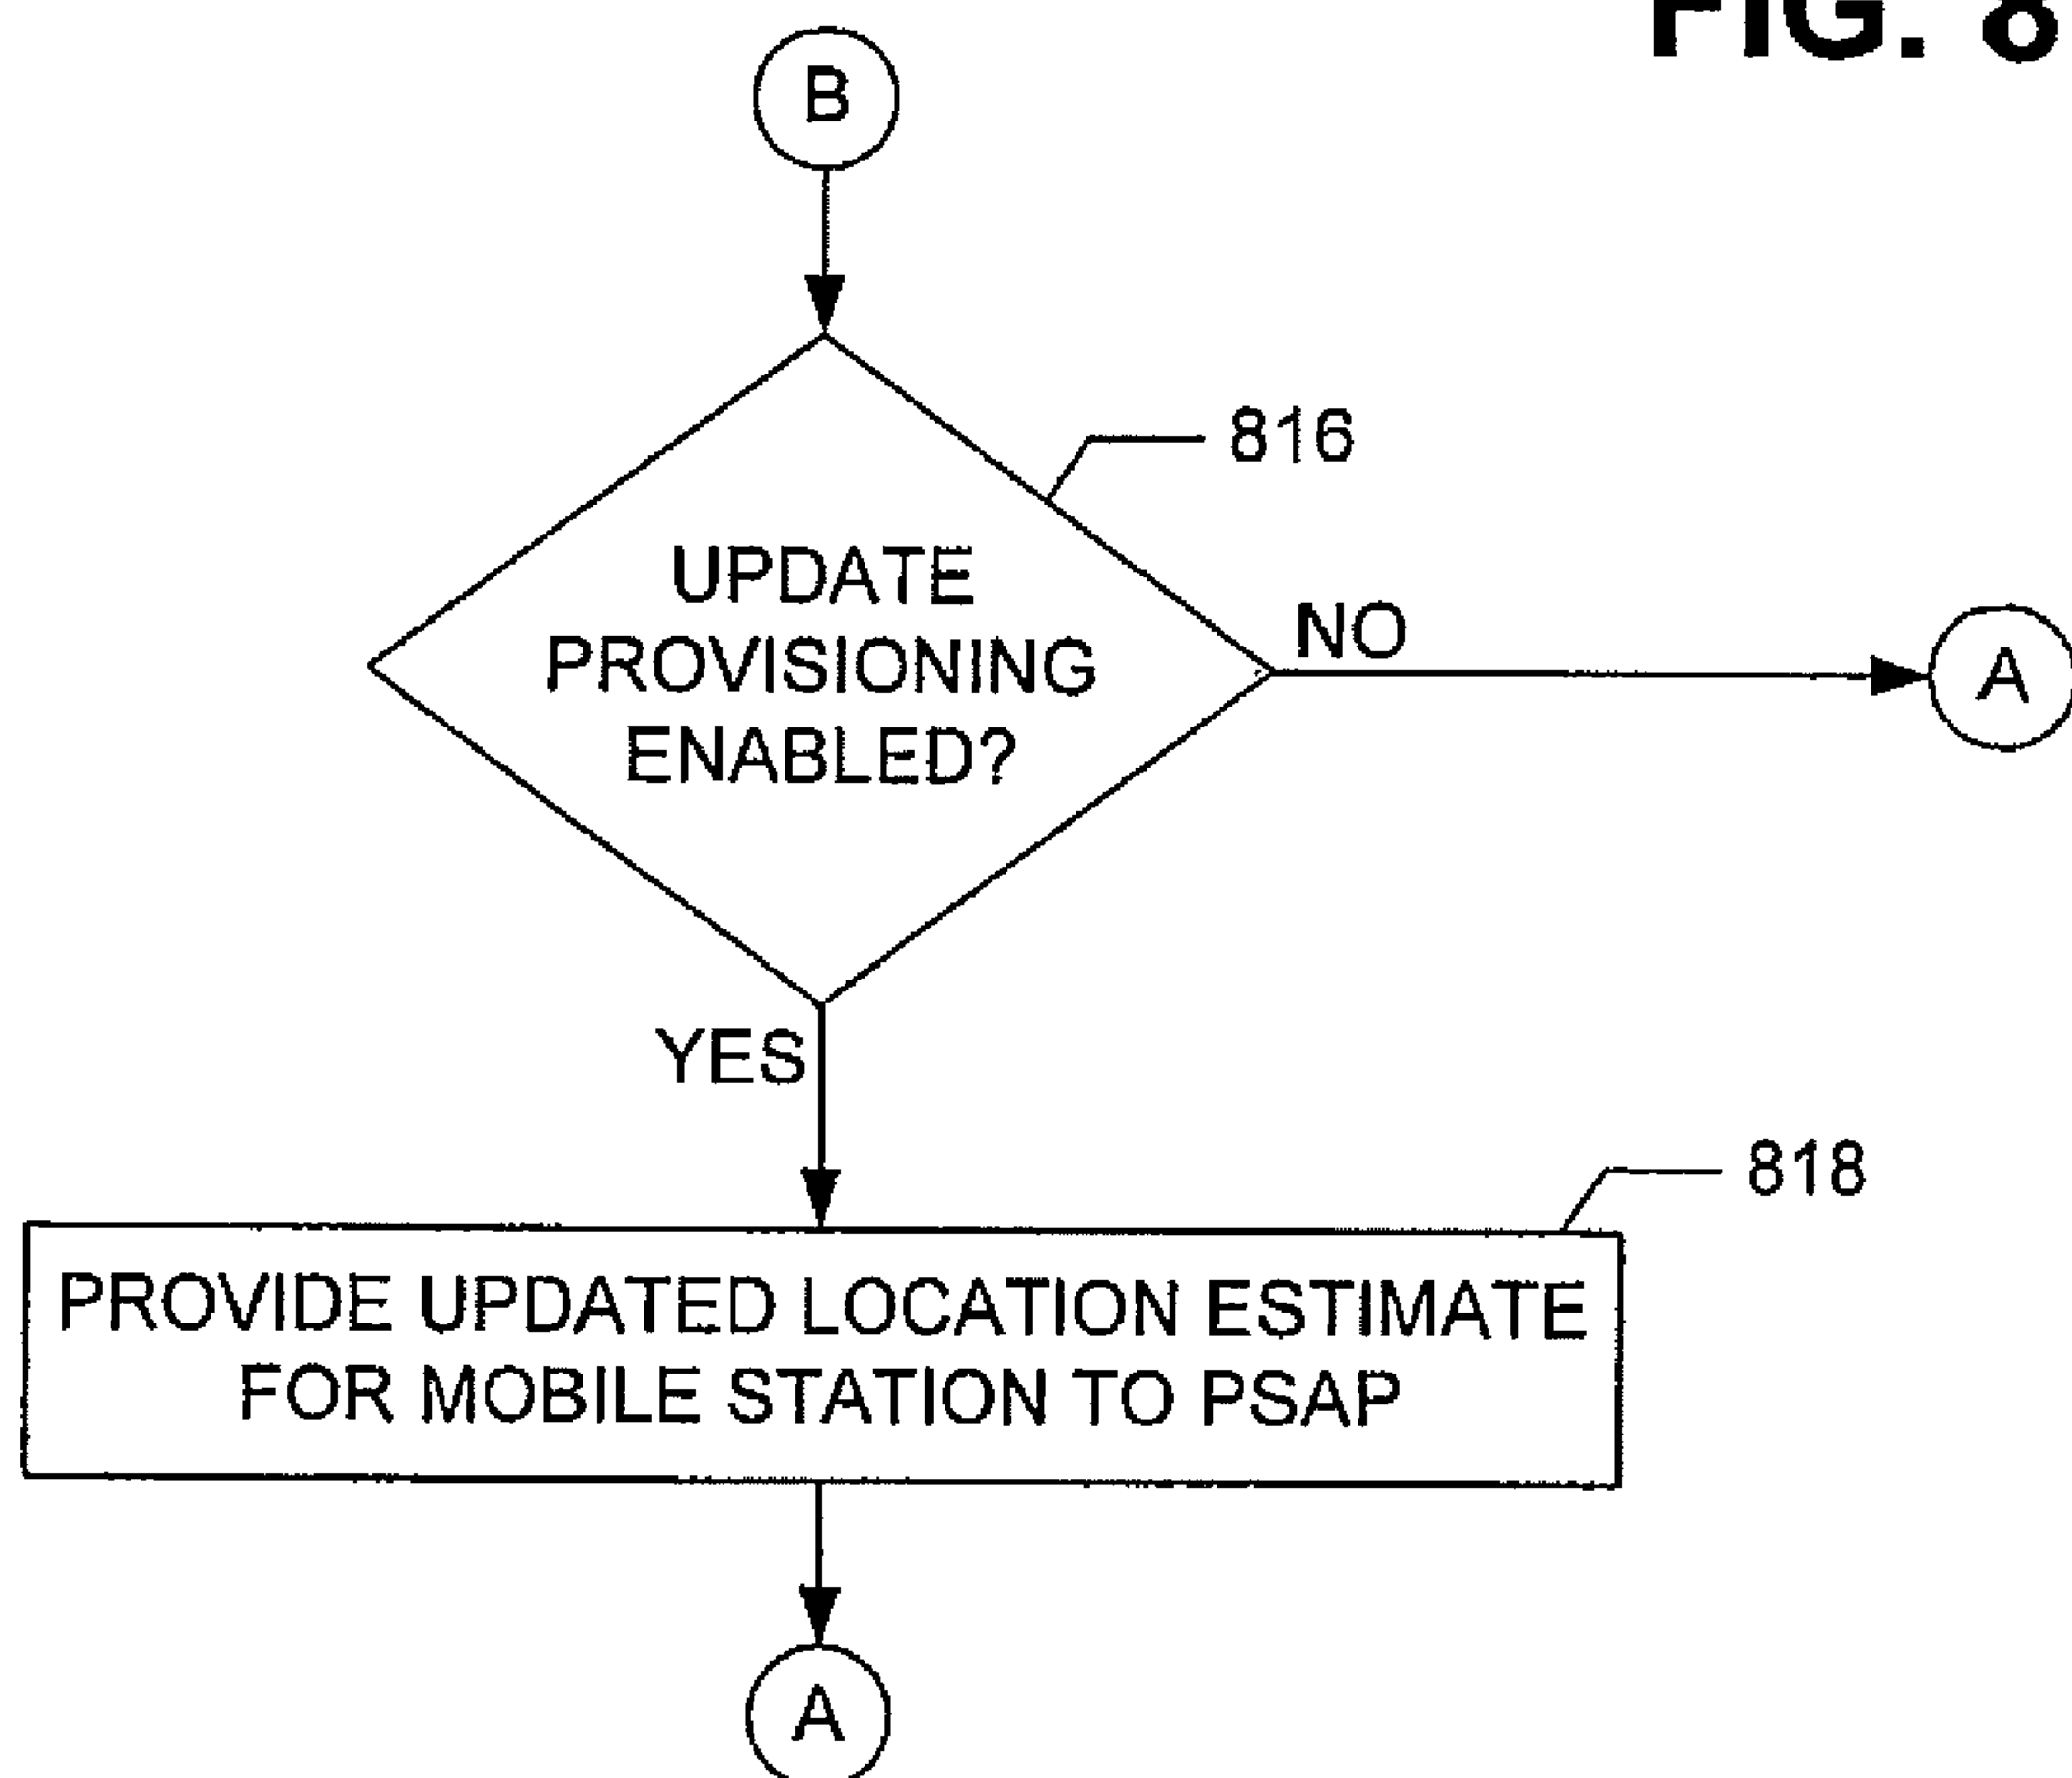 FIG. 8
B
816
UPDATE
PROVISIONING
ENABLED?
NO
A
YES
818
PROVIDE UPDATED LOCATION ESTIMATE
FOR MOBILE STATION TO PSAP
A